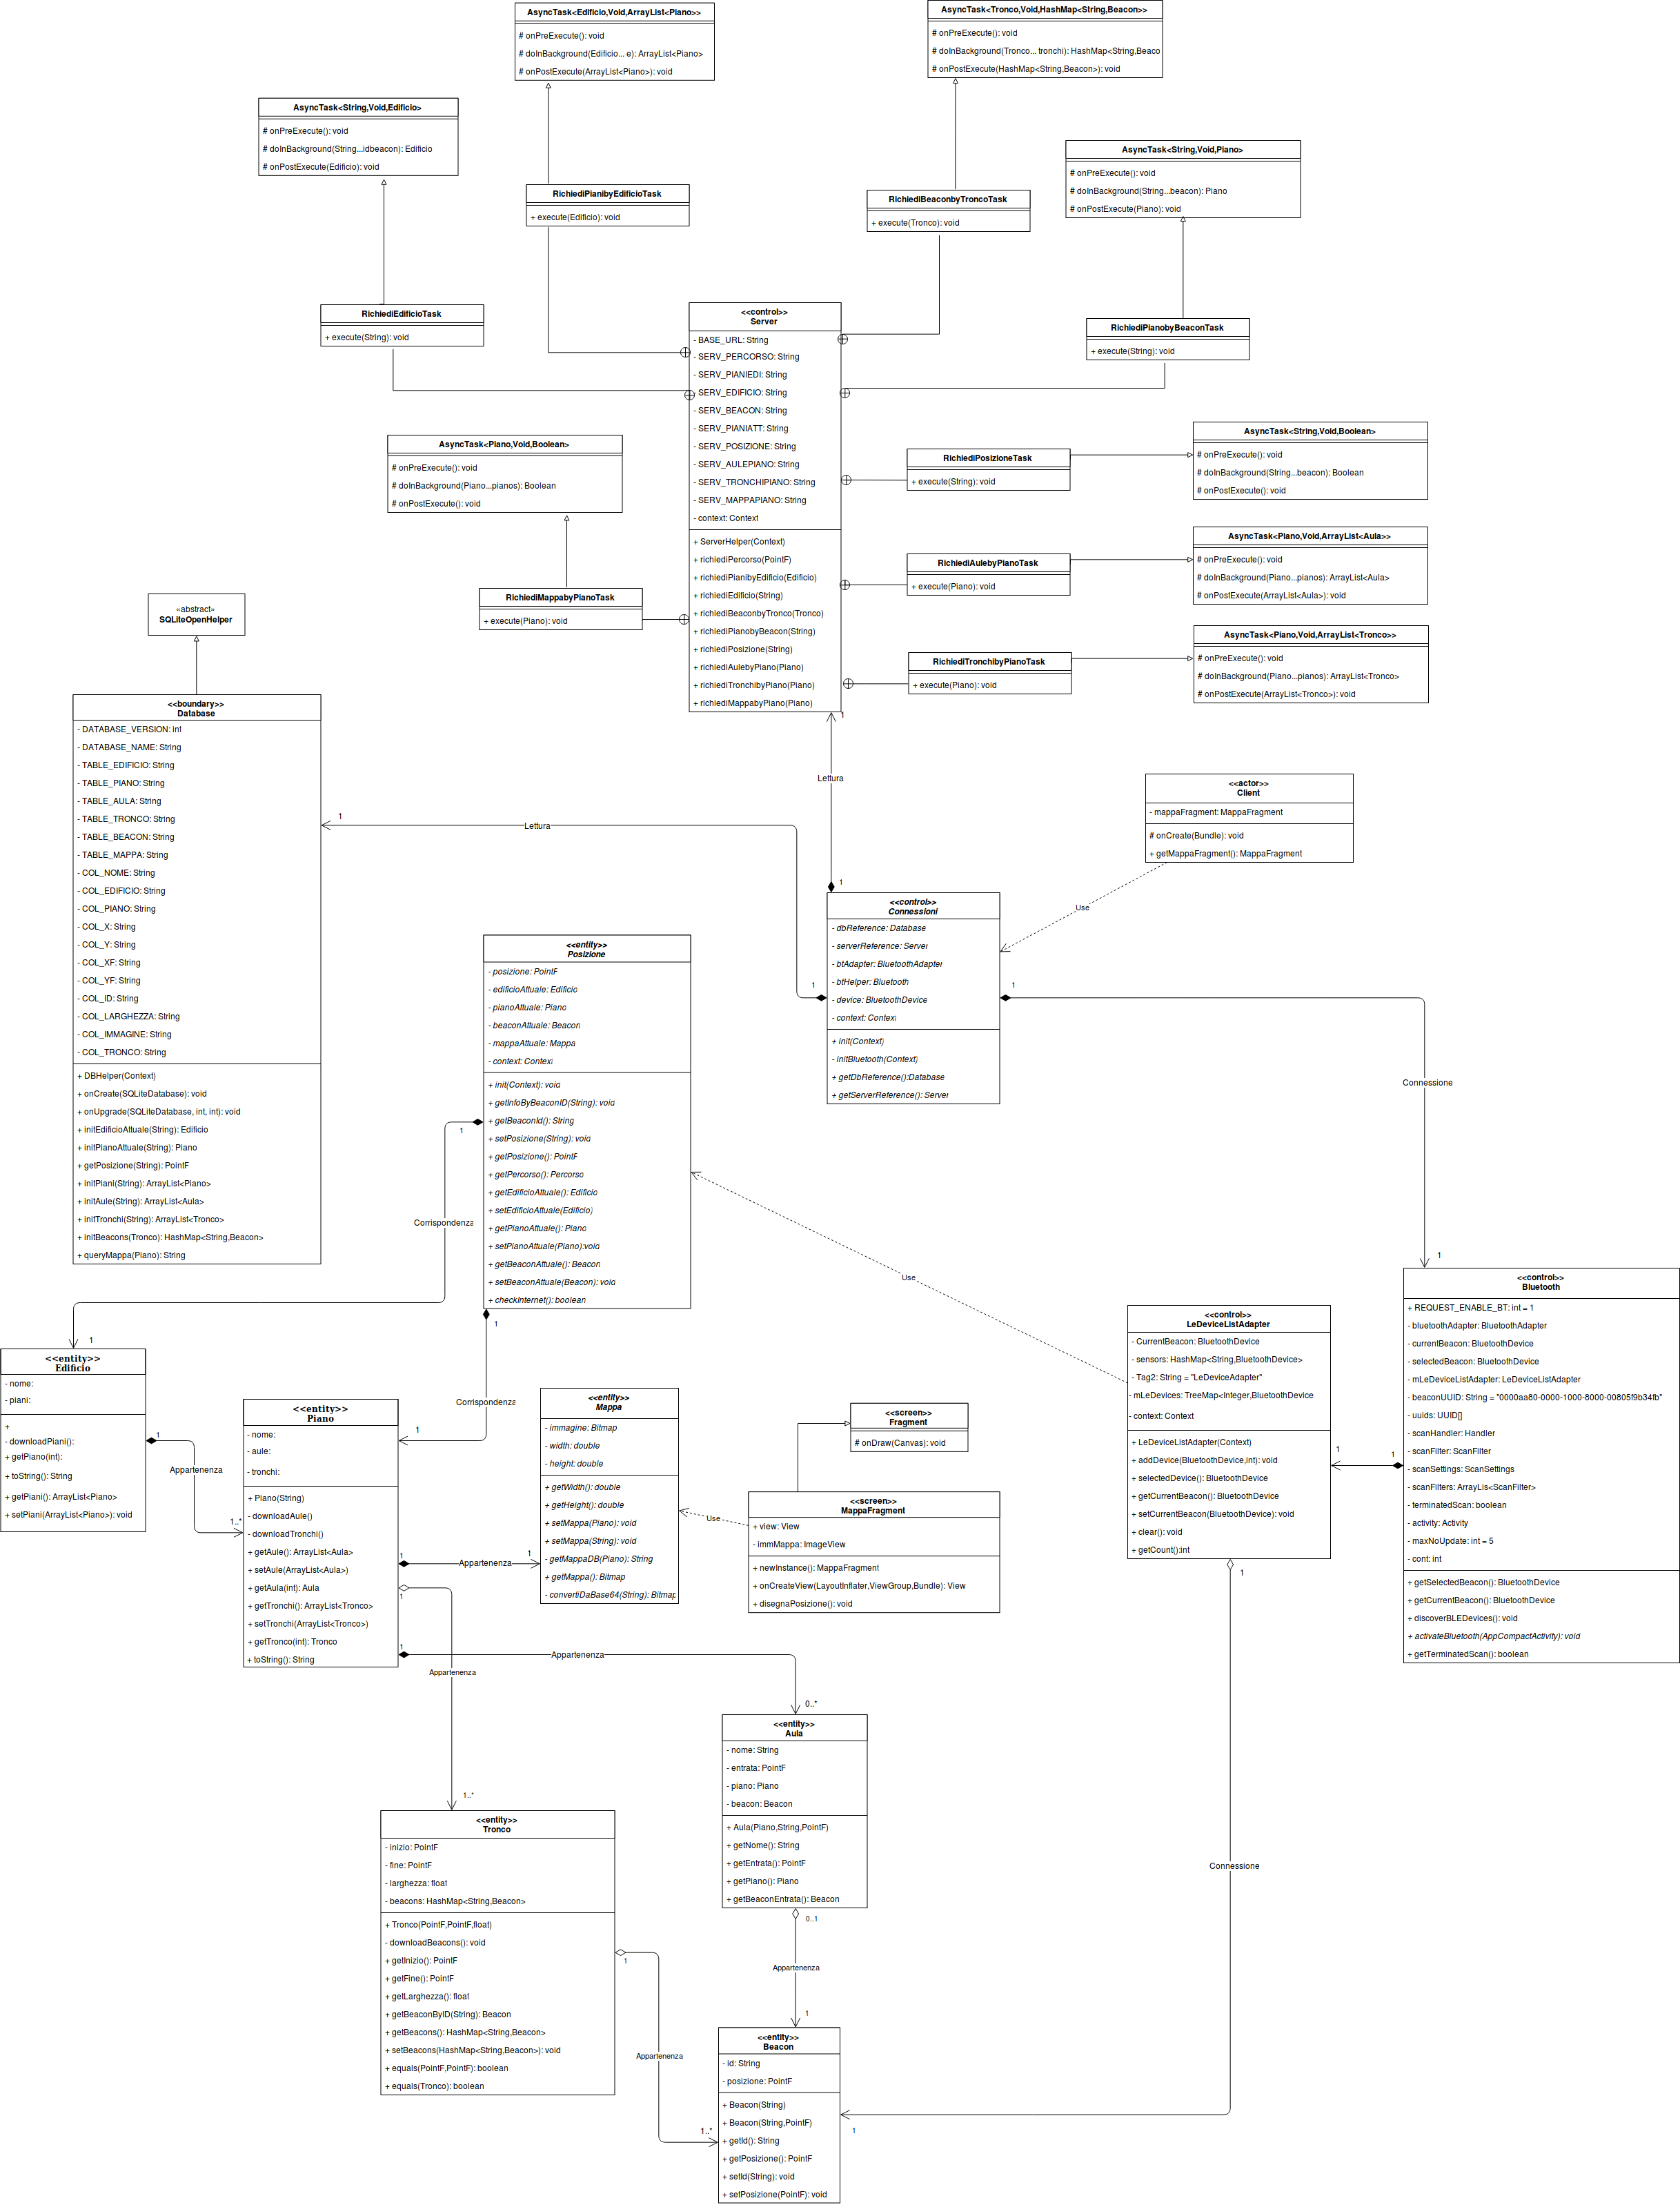 AsyncTask<Edificio,Void,ArrayList<Piano>>
# onPreExecute(): void
# doInBackground(Edificio... e): ArrayList<Piano>
# onPostExecute(ArrayList<Piano>): void
AsyncTask<Tronco,Void,HashMap<String,Beacon>>
# onPreExecute(): void
# doInBackground(Tronco... tronchi): HashMap<String,Beaco
# onPostExecute(HashMap<String,Beacon>): void
AsyncTask<String,Void,Edificio>
# onPreExecute(): void
# doInBackground(String...idbeacon): Edificio
# onPostExecute(Edificio): void
AsyncTask<String,Void,Piano>
# onPreExecute(): void
# doInBackground(String...beacon): Piano
# onPostExecute(Piano): void
RichiediPianibyEdificioTask
+ execute(Edificio): void
RichiediBeaconbyTroncoTask
+ execute(Tronco): void
RichiediEdificioTask
+ execute(String): void
RichiediPianobyBeaconTask
+ execute(String): void
<<control>>
Server
- BASE_URL: String
- SERV_PERCORSO: String
- SERV_PIANIEDI: String
- SERV_EDIFICIO: String
- SERV_BEACON: String
- SERV_PIANIATT: String
- SERV_POSIZIONE: String
- SERV_AULEPIANO: String
- SERV_TRONCHIPIANO: String
- SERV_MAPPAPIANO: String
- context: Context
+ ServerHelper(Context)
+ richiediPercorso(PointF)
+ richiediPianibyEdificio(Edificio)
+ richiediEdificio(String)
+ richiediBeaconbyTronco(Tronco)
+ richiediPianobyBeacon(String)
+ richiediPosizione(String)
+ richiediAulebyPiano(Piano)
+ richiediTronchibyPiano(Piano)
+ richiediMappabyPiano(Piano)
AsyncTask<Piano,Void,Boolean>
# onPreExecute(): void
# doInBackground(Piano...pianos): Boolean
# onPostExecute(): void
RichiediMappabyPianoTask
+ execute(Piano): void
RichiediPosizioneTask
+ execute(String): void
AsyncTask<String,Void,Boolean>
# onPreExecute(): void
# doInBackground(String...beacon): Boolean
# onPostExecute(): void
RichiediAulebyPianoTask
+ execute(Piano): void
AsyncTask<Piano,Void,ArrayList<Aula>>
# onPreExecute(): void
# doInBackground(Piano...pianos): ArrayList<Aula>
# onPostExecute(ArrayList<Aula>): void
RichiediTronchibyPianoTask
+ execute(Piano): void
AsyncTask<Piano,Void,ArrayList<Tronco>>
# onPreExecute(): void
# doInBackground(Piano...pianos): ArrayList<Tronco>
# onPostExecute(ArrayList<Tronco>): void
«abstract»
SQLiteOpenHelper
<<boundary>>
Database
- DATABASE_VERSION: int
- DATABASE_NAME: String
- TABLE_EDIFICIO: String
- TABLE_PIANO: String
- TABLE_AULA: String
- TABLE_TRONCO: String
- TABLE_BEACON: String
- TABLE_MAPPA: String
- COL_NOME: String
- COL_EDIFICIO: String
- COL_PIANO: String
- COL_X: String
- COL_Y: String
- COL_XF: String
- COL_YF: String
- COL_ID: String
- COL_LARGHEZZA: String
- COL_IMMAGINE: String
- COL_TRONCO: String
+ DBHelper(Context)
+ onCreate(SQLiteDatabase): void
+ onUpgrade(SQLiteDatabase, int, int): void
+ initEdificioAttuale(String): Edificio
+ initPianoAttuale(String): Piano
+ getPosizione(String): PointF
+ initPiani(String): ArrayList<Piano>
+ initAule(String): ArrayList<Aula>
+ initTronchi(String): ArrayList<Tronco>
+ initBeacons(Tronco): HashMap<String,Beacon>
+ queryMappa(Piano): String
1
Lettura
1
1
Lettura
1
<<actor>>
Client
- mappaFragment: MappaFragment
# onCreate(Bundle): void
+ getMappaFragment(): MappaFragment
Use
<<control>>
Connessioni
- dbReference: Database
- serverReference: Server
- btAdapter: BluetoothAdapter
- btHelper: Bluetooth
- device: BluetoothDevice
- context: Context
+ init(Context)
- initBluetooth(Context)
+ getDbReference():Database
+ getServerReference(): Server
1
Connessione
1
<<entity>>
Posizione
- posizione: PointF
- edificioAttuale: Edificio
- pianoAttuale: Piano
- beaconAttuale: Beacon
- mappaAttuale: Mappa
- context: Context
+ init(Context): void
+ getInfoByBeaconID(String): void
+ getBeaconId(): String
+ setPosizione(String): void
+ getPosizione(): PointF
+ getPercorso(): Percorso
+ getEdificioAttuale(): Edificio
+ setEdificioAttuale(Edificio)
+ getPianoAttuale(): Piano
+ setPianoAttuale(Piano):void
+ getBeaconAttuale(): Beacon
+ setBeaconAttuale(Beacon): void
+ checkInternet(): boolean
1
Corrispondenza
1
1
Corrispondenza
1
Use
<<entity>>
Edificio
- nome:
- piani:
+
- downloadPiani():
+ getPiano(int):
+ toString(): String
+ getPiani(): ArrayList<Piano>
+ setPiani(ArrayList<Piano>): void
1
Appartenenza
1..*
<<entity>>
Piano
- nome:
- aule:
- tronchi:
+ Piano(String)
- downloadAule()
- downloadTronchi()
+ getAule(): ArrayList<Aula>
+ setAule(ArrayList<Aula>)
+ getAula(int): Aula
+ getTronchi(): ArrayList<Tronco>
+ setTronchi(ArrayList<Tronco>)
+ getTronco(int): Tronco
+ toString(): String
1
Appartenenza
1
1
Appartenenza
1..*
1
Appartenenza
0..*
<<entity>>
Mappa
- immagine: Bitmap
- width: double
- height: double
+ getWidth(): double
+ getHeight(): double
+ setMappa(Piano): void
+ setMappa(String): void
- getMappaDB(Piano): String
+ getMappa(): Bitmap
- convertiDaBase64(String): Bitmap
Use
<<screen>>
Fragment
# onDraw(Canvas): void
<<screen>>
MappaFragment
+ view: View
- immMappa: ImageView
+ newInstance(): MappaFragment
+ onCreateView(LayoutInflater,ViewGroup,Bundle): View
+ disegnaPosizione(): void
<<control>>
LeDeviceListAdapter
- CurrentBeacon: BluetoothDevice
- sensors: HashMap<String,BluetoothDevice>
- Tag2: String = "LeDeviceAdapter"
- mLeDevices: TreeMap<Integer,BluetoothDevice
- context: Context
+ LeDeviceListAdapter(Context)
+ addDevice(BluetoothDevice,int): void
+ selectedDevice(): BluetoothDevice
+ getCurrentBeacon(): BluetoothDevice
+ setCurrentBeacon(BluetoothDevice): void
+ clear(): void
+ getCount():int
1
1
<<control>>
Bluetooth
+ REQUEST_ENABLE_BT: int = 1
- bluetoothAdapter: BluetoothAdapter
- currentBeacon: BluetoothDevice
- selectedBeacon: BluetoothDevice
- mLeDeviceListAdapter: LeDeviceListAdapter
- beaconUUID: String = "0000aa80-0000-1000-8000-00805f9b34fb"
- uuids: UUID[]
- scanHandler: Handler
- scanFilter: ScanFilter
- scanSettings: ScanSettings
- scanFilters: ArrayLis<ScanFilter>
- terminatedScan: boolean
- activity: Activity
- maxNoUpdate: int = 5
- cont: int
+ getSelectedBeacon(): BluetoothDevice
+ getCurrentBeacon(): BluetoothDevice
+ discoverBLEDevices(): void
+ activateBluetooth(AppCompactActivity): void
+ getTerminatedScan(): boolean
1
Connessione
1
<<entity>>
Aula
- nome: String
- entrata: PointF
- piano: Piano
- beacon: Beacon
+ Aula(Piano,String,PointF)
+ getNome(): String
+ getEntrata(): PointF
+ getPiano(): Piano
+ getBeaconEntrata(): Beacon
0..1
Appartenenza
1
<<entity>>
Tronco
- inizio: PointF
- fine: PointF
- larghezza: float
- beacons: HashMap<String,Beacon>
+ Tronco(PointF,PointF,float)
- downloadBeacons(): void
+ getInizio(): PointF
+ getFine(): PointF
+ getLarghezza(): float
+ getBeaconByID(String): Beacon
+ getBeacons(): HashMap<String,Beacon>
+ setBeacons(HashMap<String,Beacon>): void
+ equals(PointF,PointF): boolean
+ equals(Tronco): boolean
1
Appartenenza
1..*
<<entity>>
Beacon
- id: String
- posizione: PointF
+ Beacon(String)
+ Beacon(String,PointF)
+ getId(): String
+ getPosizione(): PointF
+ setId(String): void
+ setPosizione(PointF): void